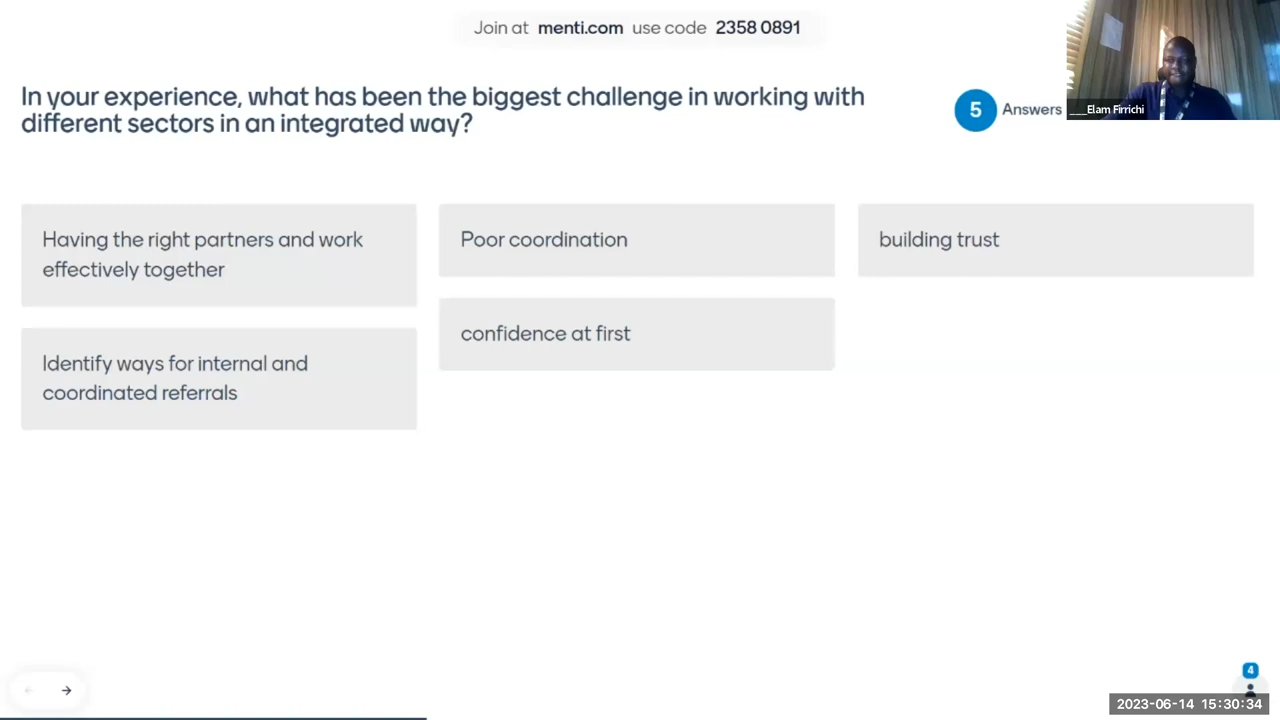 Join at menti.com use code 2358 0891
In your experience, what has been the biggest challenge in working with
different sectors in an integrated way?
5 Answers
___Elam Firrichi
Having the right partners and work
effectively together
Poor coordination
building trust
confidence at first
Identify ways for internal and
coordinated referrals
4
2023-06-14 15:30:34